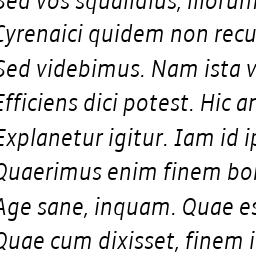 Sed vos squalidius, illorum
Cyrenaici quidem non recu
Sed videbimus. Nam ista v
Efficiens dici potest. Hic ar
Explanetur igitur. Iam id ip
Quaerimus enim finem bo
Age sane, inquam. Quae es
Quae cum dixisset, finem i